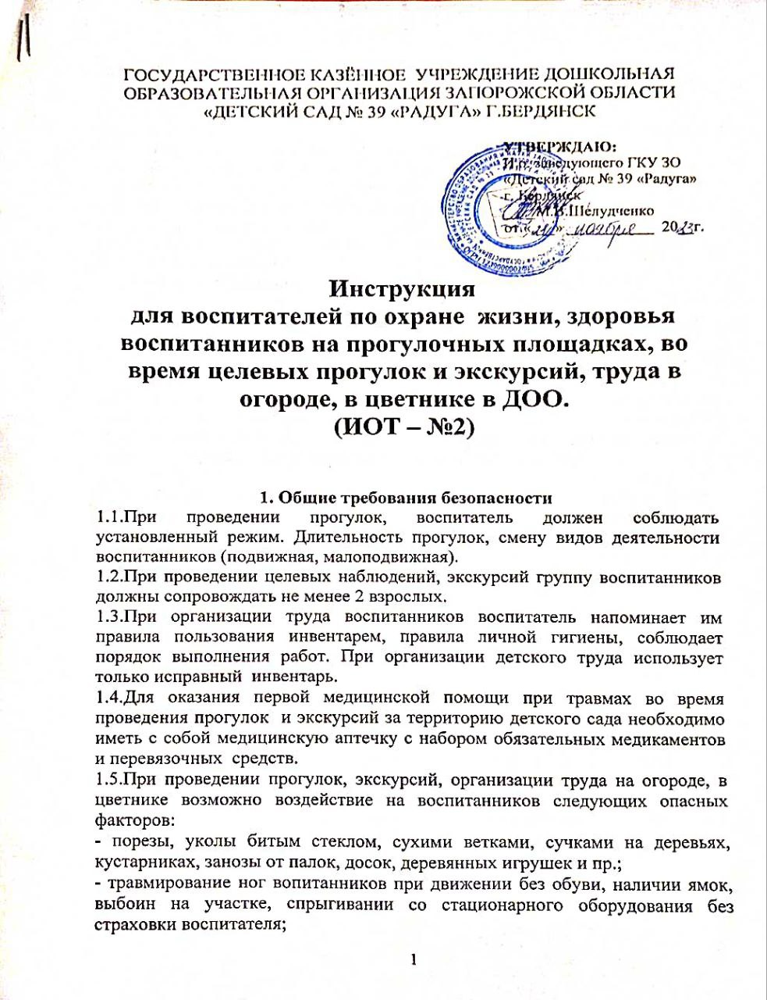 ГОСУДАРСТВЕННОЕ КАЗЁННОЕ УЧРЕЖДЕНИЕ ДОШКОЛЬНАЯ
ОБРАЗОВАТЕЛЬНАЯ ОРГАНИЗАЦИЯ ЗАПОРОЖСКОЙ ОБЛАСТИ
«ДЕТСКИЙ САД № 39 «РАДУГА» Г.БЕРДЯНСК
УТВЕРЖДАЮ:
И.о. заведующего ГКУ ЗО
«Детский сад № 39 «Радуга»
г. Бердянск
М.В.Шелудченко
от « » ноября 2023г.
Инструкция
для воспитателей по охране жизни, здоровья
воспитанников на прогулочных площадках, во
время целевых прогулок и экскурсий, труда в
огороде, в цветнике в ДОО.
(ИОТ – №2)
1. Общие требования безопасности
1.1.При проведении прогулок, воспитатель должен соблюдать
установленный режим. Длительность прогулок, смену видов деятельности
воспитанников (подвижная, малоподвижная).
1.2.При проведении целевых наблюдений, экскурсий группу воспитанников
должны сопровождать не менее 2 взрослых.
1.3.При организации труда воспитанников воспитатель напоминает им
правила пользования инвентарем, правила личной гигиены, соблюдает
порядок выполнения работ. При организации детского труда использует
только исправный инвентарь.
1.4.Для оказания первой медицинской помощи при травмах во время
проведения прогулок и экскурсий за территорию детского сада необходимо
иметь с собой медицинскую аптечку с набором обязательных медикаментов
и перевязочных средств.
1.5.При проведении прогулок, экскурсий, организации труда на огороде, в
цветнике возможно воздействие на воспитанников следующих опасных
факторов:
- порезы, уколы битым стеклом, сухими ветками, сучками на деревьях,
кустарниках, занозы от палок, досок, деревянных игрушек и пр.;
- травмирование ног вопитанников при движении без обуви, наличии ямок,
выбоин на участке, спрыгивании со стационарного оборудования без
страховки воспитателя;
1